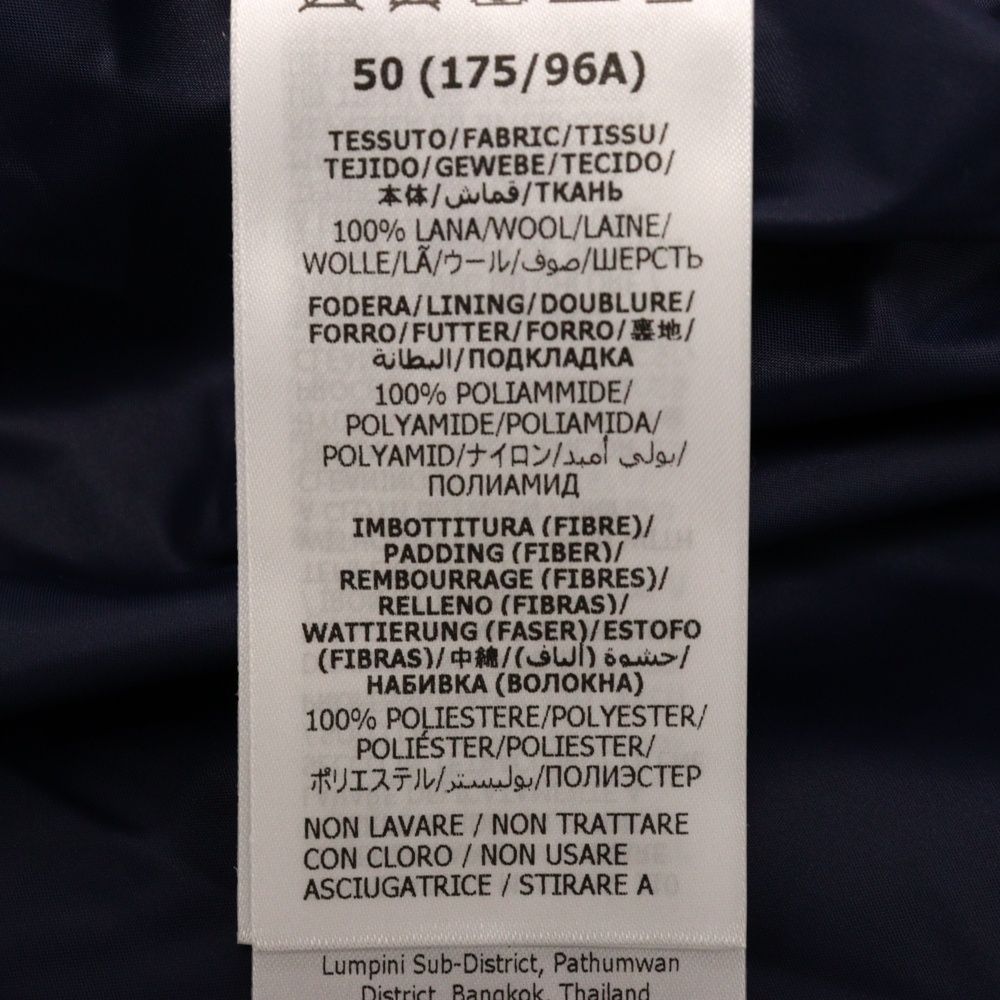 50 (175/96A)
TESSUTO/FABRIC/TISSU/
TEJIDO/GEWEBE/TECIDO/
本体/قماش/ТКАНЬ
100% LANA/WOOL/LAINE/
WOLLE/LÃ/ウール/صوف/ШЕРСТЬ
FODERA/LINING/DOUBLURE/
FORRO/FUTTER/FORRO/裏地/
البطانة/ПОДКЛАДКА
100% POLIAMMIDE/
POLYAMIDE/POLIAMIDA/
POLYAMID/ナイロン/بولي أميد/
ПОЛИАМИД
IMBOTTITURA (FIBRE)/
PADDING (FIBER)/
REMBOURRAGE (FIBRES)/
RELLENO (FIBRAS)/
WATTIERUNG (FASER)/ESTOFO
(FIBRAS)/中綿/حشوة (ألياف)/
НАБИВКА (ВОЛОКНА)
100% POLIESTERE/POLYESTER/
POLIÉSTER/POLIESTER/
ポリエステル/بوليستر/ПОЛИЭСТЕР
NON LAVARE / NON TRATTARE
CON CLORO / NON USARE
ASCIUGATRICE / STIRARE A
Lumpini Sub-District, Pathumwan
District, Bangkok, Thailand